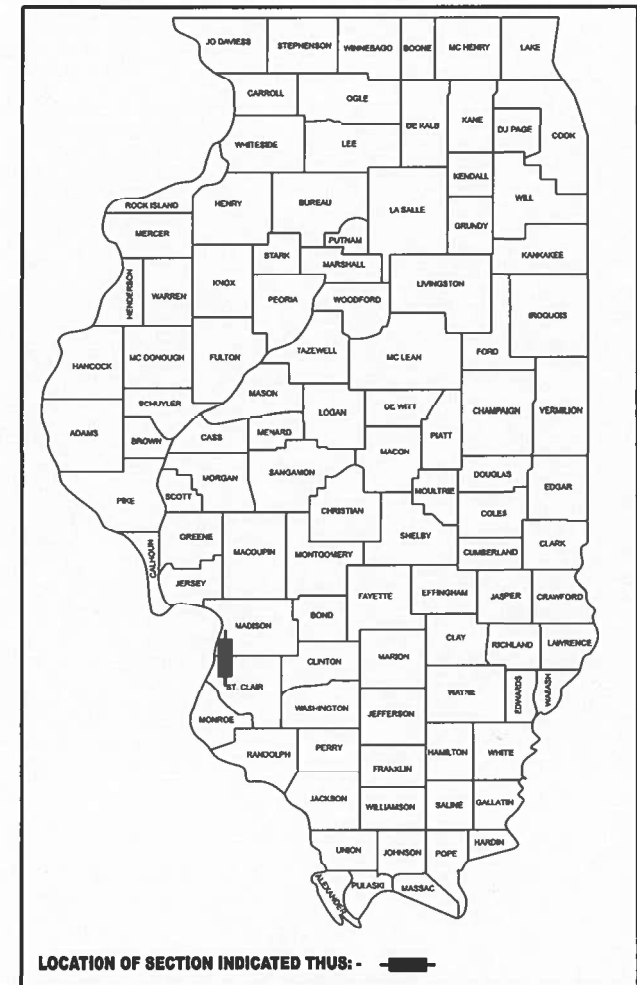 JO DAVIESS
STEPHENSON
WINNEBAGO
BOONE
MC HENRY
LAKE
CARROLL
OGLE
DE KALB
KANE
DU PAGE
COOK
WHITESIDE
LEE
KENDALL
WILL
ROCK ISLAND
HENRY
BUREAU
LA SALLE
GRUNDY
MERCER
PUTNAM
KANKAKEE
STARK
MARSHALL
HENDERSON
WARREN
KNOX
PEORIA
WOODFORD
LIVINGSTON
IROQUOIS
HANCOCK
MC DONOUGH
FULTON
TAZEWELL
MC LEAN
FORD
SCHUYLER
MASON
LOGAN
DE WITT
CHAMPAIGN
VERMILION
ADAMS
BROWN
CASS
MENARD
MACON
PIATT
MORGAN
SANGAMON
DOUGLAS
EDGAR
PIKE
SCOTT
CHRISTIAN
MOULTRIE
COLES
GREENE
MACOUPIN
MONTGOMERY
SHELBY
CUMBERLAND
CLARK
CALHOUN
JERSEY
FAYETTE
EFFINGHAM
JASPER
CRAWFORD
MADISON
BOND
CLAY
RICHLAND
LAWRENCE
CLINTON
MARION
ST. CLAIR
WAYNE
EDWARDS
WABASH
MONROE
WASHINGTON
JEFFERSON
RANDOLPH
PERRY
HAMILTON
WHITE
FRANKLIN
JACKSON
WILLIAMSON
SALINE
GALLATIN
UNION
JOHNSON
POPE
HARDIN
ALEXANDER
PULASKI
MASSAC
LOCATION OF SECTION INDICATED THUS: -